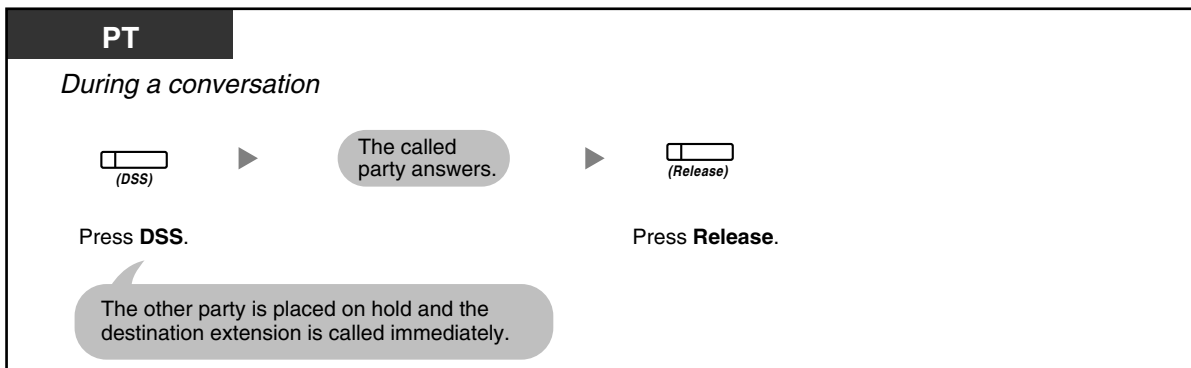 PT
During a conversation
(DSS)
The called
party answers.
(Release)
Press DSS.
Press Release.
The other party is placed on hold and the
destination extension is called immediately.